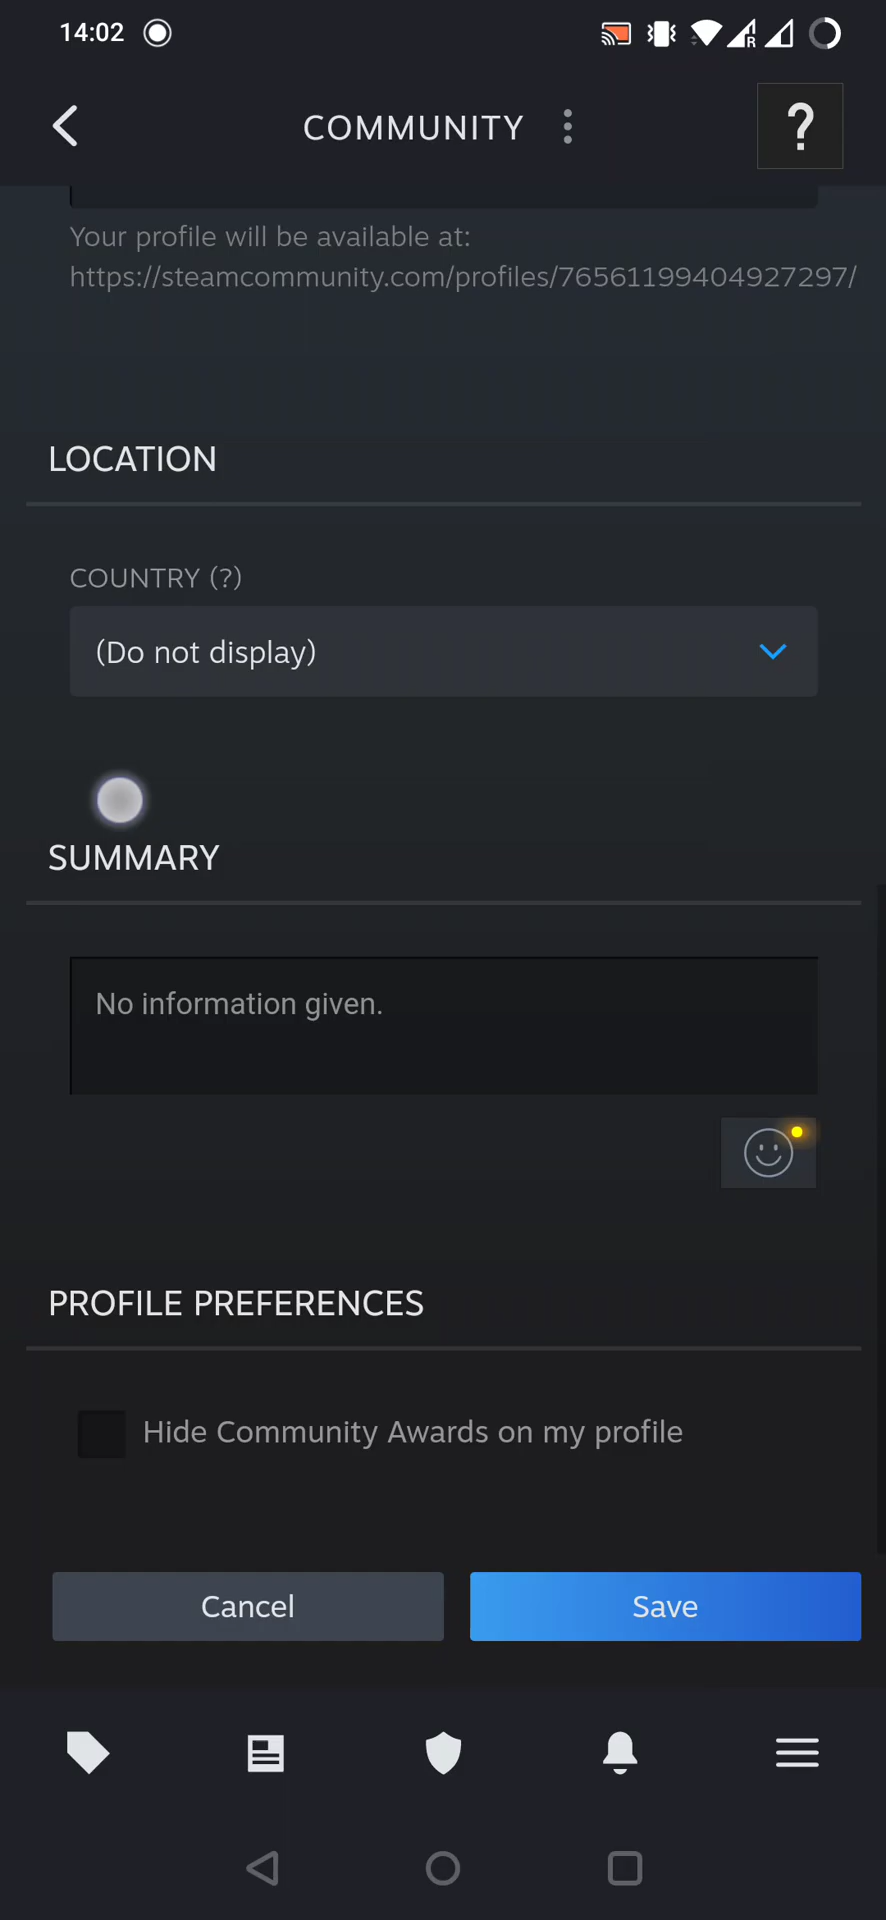 14:02
R
COMMUNITY
?
Your profile will be available at:
https://steamcommunity.com/profiles/76561199404927297/
LOCATION
COUNTRY (?)
(Do not display)
SUMMARY
No information given.
PROFILE PREFERENCES
Hide Community Awards on my profile
Cancel
Save